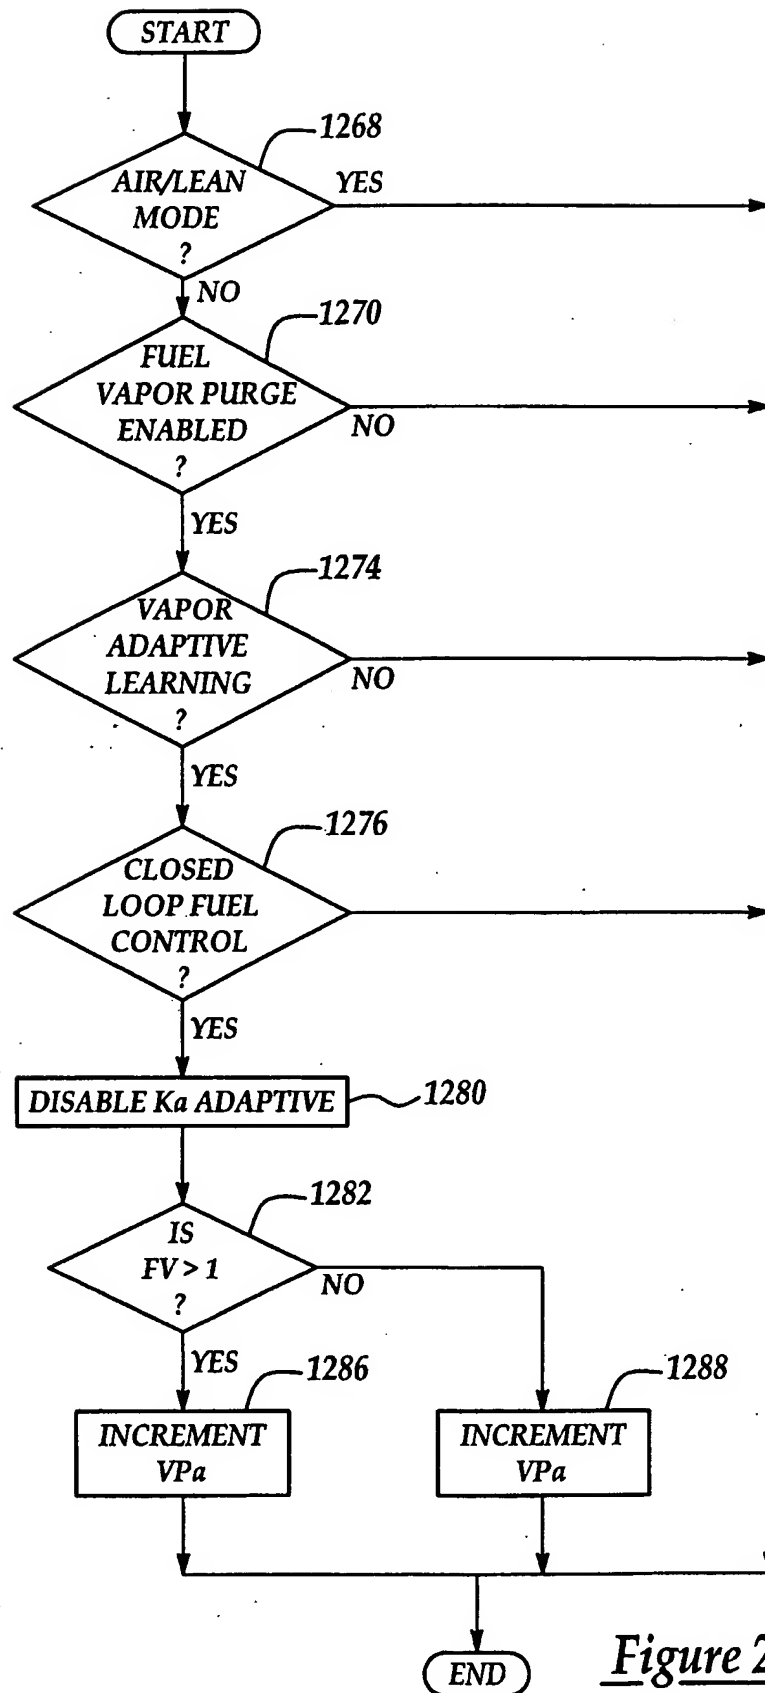 START
1268
AIR/LEAN
MODE
?
YES
NO
1270
FUEL
VAPOR PURGE
ENABLED
?
NO
YES
1274
VAPOR
ADAPTIVE
LEARNING
?
NO
YES
1276
CLOSED
LOOP FUEL
CONTROL
?
YES
DISABLE Ka ADAPTIVE
1280
1282
IS
FV > 1
?
NO
YES
1286
INCREMENT
VPa
1288
INCREMENT
VPa
END
Figure 2